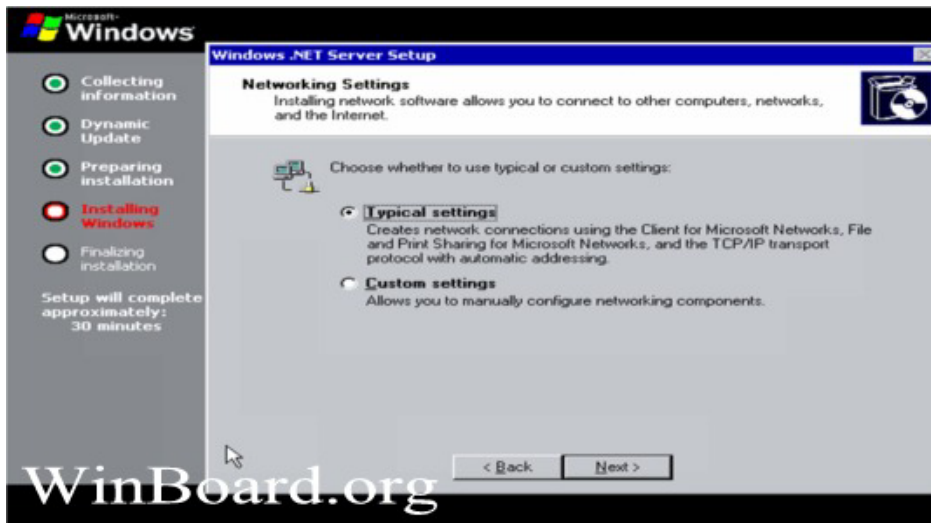 Microsoft
Windows
Windows .NET Server Setup
Collecting
information
Dynamic
Update
Preparing
installation
Installing
Windows
Finalizing
installation
Setup will complete
approximately:
30 minutes
Networking Settings
Installing network software allows you to connect to other computers, networks,
and the Internet.
Choose whether to use typical or custom settings:
Typical settings
Creates network connections using the Client for Microsoft Networks, File
and Print Sharing for Microsoft Networks, and the TCP/IP transport
protocol with automatic addressing.
Custom settings
Allows you to manually configure networking components.
< Back
Next >
WinBoard.org